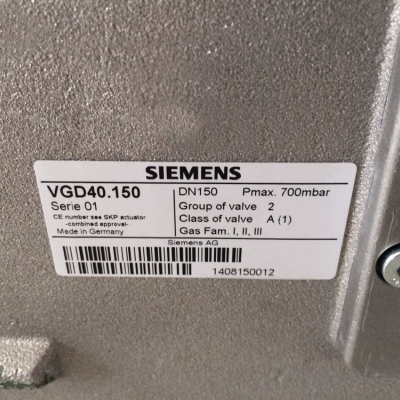 SIEMENS
VGD40.150
Serie 01
CE number see SKP actuator
-combined approval-
Made in Germany
DN150 Pmax. 700mbar
Group of valve 2
Class of valve A (1)
Gas Fam. I, II, III
Siemens AG
1408150012